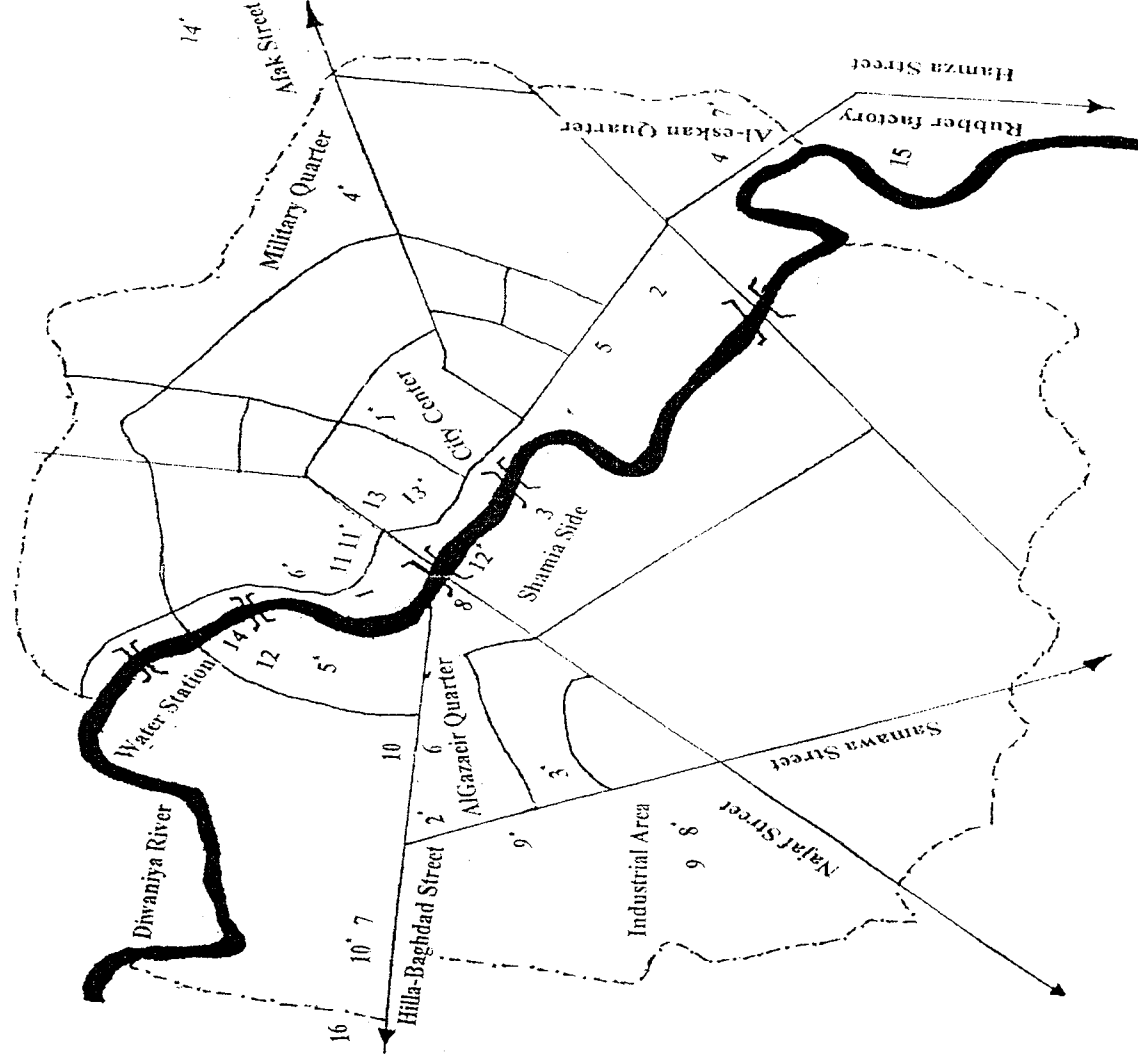 14*
Afak Street
Military Quarter
4*
Hamza Street
Al-eskan Quarter
7*
4
Rubber factory
15
2
5
1*
City Center
13
13*
3
Shamia Side
12*
8
11 11*
6*
1
14
12
5*
Water Station
Diwaniya River
10
6
AlGazaeir Quarter
2*
3*
9*
Hilla-Baghdad Street
10* 7
16
Industrial Area
8*
9
Samawa Street
Najaf Street